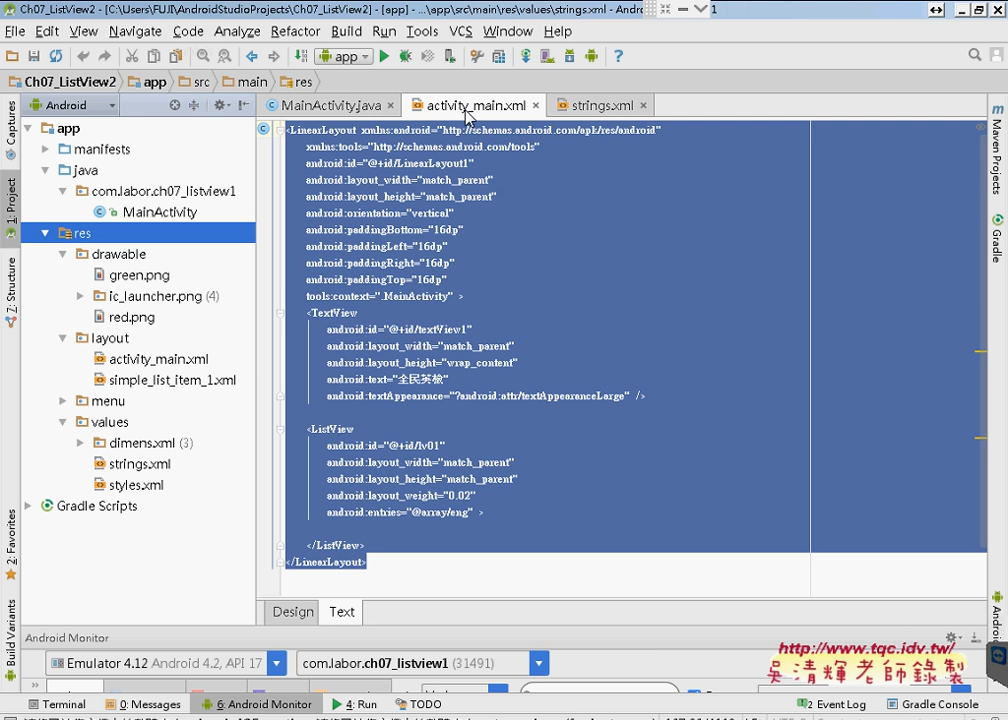 Ch07_ListView2 - [C:\Users\FUJI\AndroidStudioProjects\Ch07_ListView2] - [app] - ...\app\src\main\res\values\strings.xml - Andro
1
File Edit View Navigate Code Analyze Refactor Build Run Tools VCS Window Help
app
Ch07_ListView2 app src main res
Android
MainActivity.java activity_main.xml strings.xml
Captures
1: Project
7: Structure
2: Favorites
Build Variants
app
manifests
java
com.labor.ch07_listview1
MainActivity
res
drawable
green.png
ic_launcher.png (4)
red.png
layout
activity_main.xml
simple_list_item_1.xml
menu
values
dimens.xml (3)
strings.xml
styles.xml
Gradle Scripts
<LinearLayout xmlns:android="http://schemas.android.com/apk/res/android"
xmlns:tools="http://schemas.android.com/tools"
android:id="@+id/LinearLayout1"
android:layout_width="match_parent"
android:layout_height="match_parent"
android:orientation="vertical"
android:paddingBottom="16dp"
android:paddingLeft="16dp"
android:paddingRight="16dp"
android:paddingTop="16dp"
tools:context=".MainActivity" >
<TextView
android:id="@+id/textView1"
android:layout_width="match_parent"
android:layout_height="wrap_content"
android:text="全民英檢"
android:textAppearance="?android:attr/textAppearanceLarge" />
<ListView
android:id="@+id/lv01"
android:layout_width="match_parent"
android:layout_height="match_parent"
android:layout_weight="0.02"
android:entries="@array/eng" >
</ListView>
</LinearLayout>
Maven Projects
Gradle
Design Text
Android Monitor
Emulator 4.12 Android 4.2, API 17
com.labor.ch07_listview1 (31491)
http://www.tqc.idv.tw/
吳清輝老師錄製
Terminal 0: Messages 6: Android Monitor 4: Run TODO
2 Event Log Gradle Console